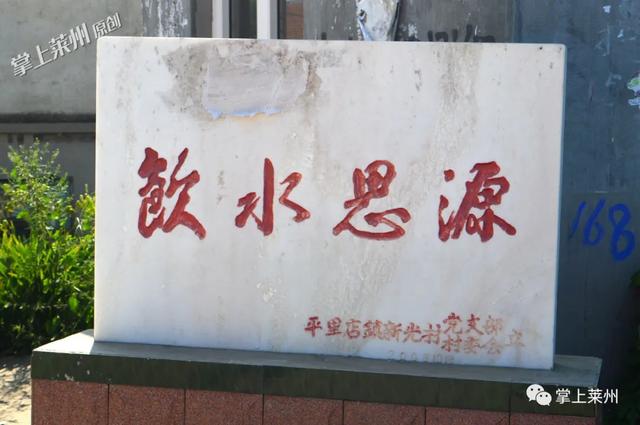 掌上莱州 原创
飲水思源
平里店鎮新光村党支部村委会立
168
掌上莱州